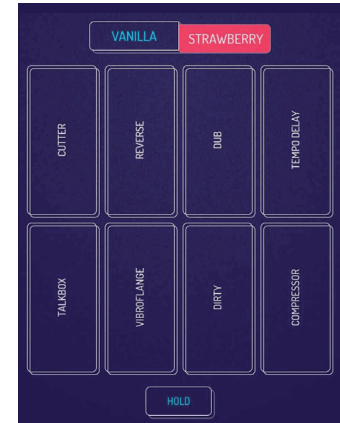 VANILLA STRAWBERRY
CUTTER REVERSE DUB TEMPO DELAY
TALKBOX VIBROFLANGE DIRTY COMPRESSOR
HOLD